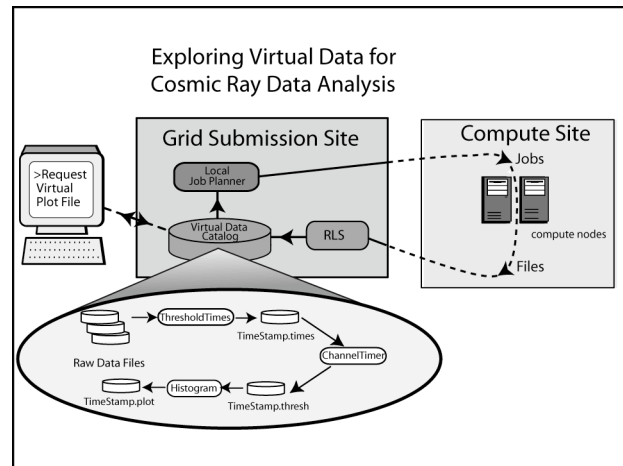 Exploring Virtual Data for
Cosmic Ray Data Analysis
>Request
Virtual
Plot File
Grid Submission Site
Local
Job Planner
Virtual Data
Catalog
RLS
Compute Site
Jobs
compute nodes
Files
Raw Data Files
ThresholdTimes
TimeStamp.times
ChannelTimer
TimeStamp.thresh
Histogram
TimeStamp.plot